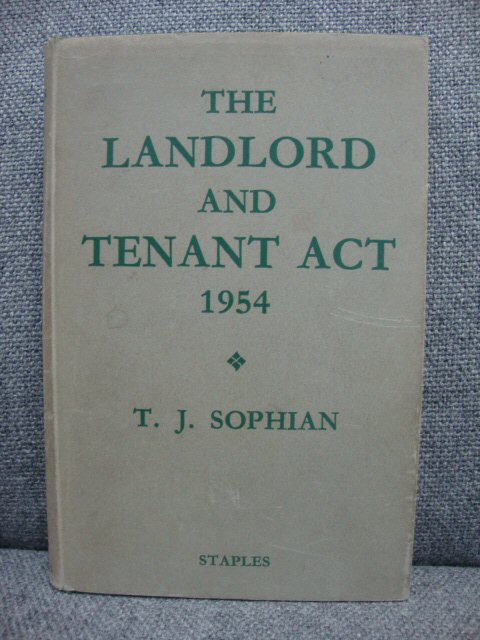 THE
LANDLORD
AND
TENANT ACT
1954
T. J. SOPHIAN
STAPLES